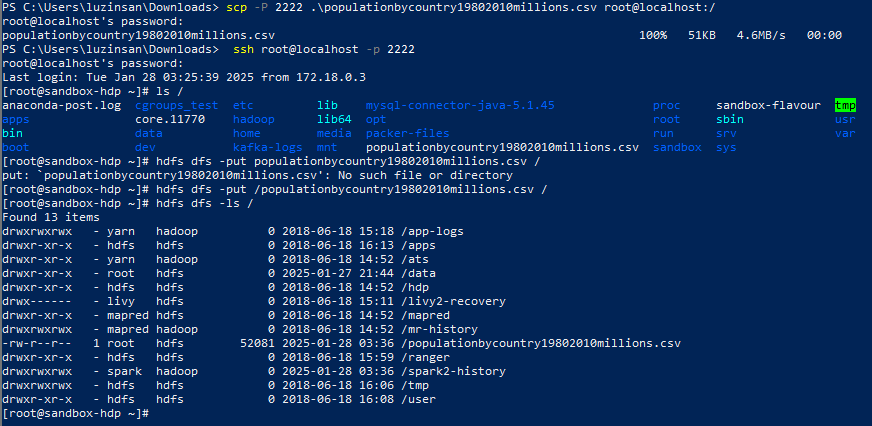 PS C:\Users\luzinsan\Downloads> scp -P 2222 .\populationbycountry19802010millions.csv root@localhost:/
root@localhost's password:
populationbycountry19802010millions.csv 100% 51KB 4.6MB/s 00:00
PS C:\Users\luzinsan\Downloads> ssh root@localhost -p 2222
root@localhost's password:
Last login: Tue Jan 28 03:25:39 2025 from 172.18.0.3
[root@sandbox-hdp ~]# ls /
anaconda-post.log cgroups_test etc lib mysql-connector-java-5.1.45 proc sandbox-flavour tmp
apps core.11770 hadoop lib64 opt root sbin usr
bin data home media packer-files run srv var
boot dev kafka-logs mnt populationbycountry19802010millions.csv sandbox sys
[root@sandbox-hdp ~]# hdfs dfs -put populationbycountry19802010millions.csv /
put: `populationbycountry19802010millions.csv': No such file or directory
[root@sandbox-hdp ~]# hdfs dfs -put /populationbycountry19802010millions.csv /
[root@sandbox-hdp ~]# hdfs dfs -ls /
Found 13 items
drwxrwxrwx - yarn hadoop 0 2018-06-18 15:18 /app-logs
drwxr-xr-x - hdfs hdfs 0 2018-06-18 16:13 /apps
drwxr-xr-x - yarn hadoop 0 2018-06-18 14:52 /ats
drwxr-xr-x - root hdfs 0 2025-01-27 21:44 /data
drwxr-xr-x - hdfs hdfs 0 2018-06-18 14:52 /hdp
drwx------ - livy hdfs 0 2018-06-18 15:11 /livy2-recovery
drwxr-xr-x - mapred hdfs 0 2018-06-18 14:52 /mapred
drwxrwxrwx - mapred hadoop 0 2018-06-18 14:52 /mr-history
-rw-r--r-- 1 root hdfs 52081 2025-01-28 03:36 /populationbycountry19802010millions.csv
drwxr-xr-x - hdfs hdfs 0 2018-06-18 15:59 /ranger
drwxrwxrwx - spark hadoop 0 2025-01-28 03:36 /spark2-history
drwxrwxrwx - hdfs hdfs 0 2018-06-18 16:06 /tmp
drwxr-xr-x - hdfs hdfs 0 2018-06-18 16:08 /user
[root@sandbox-hdp ~]#